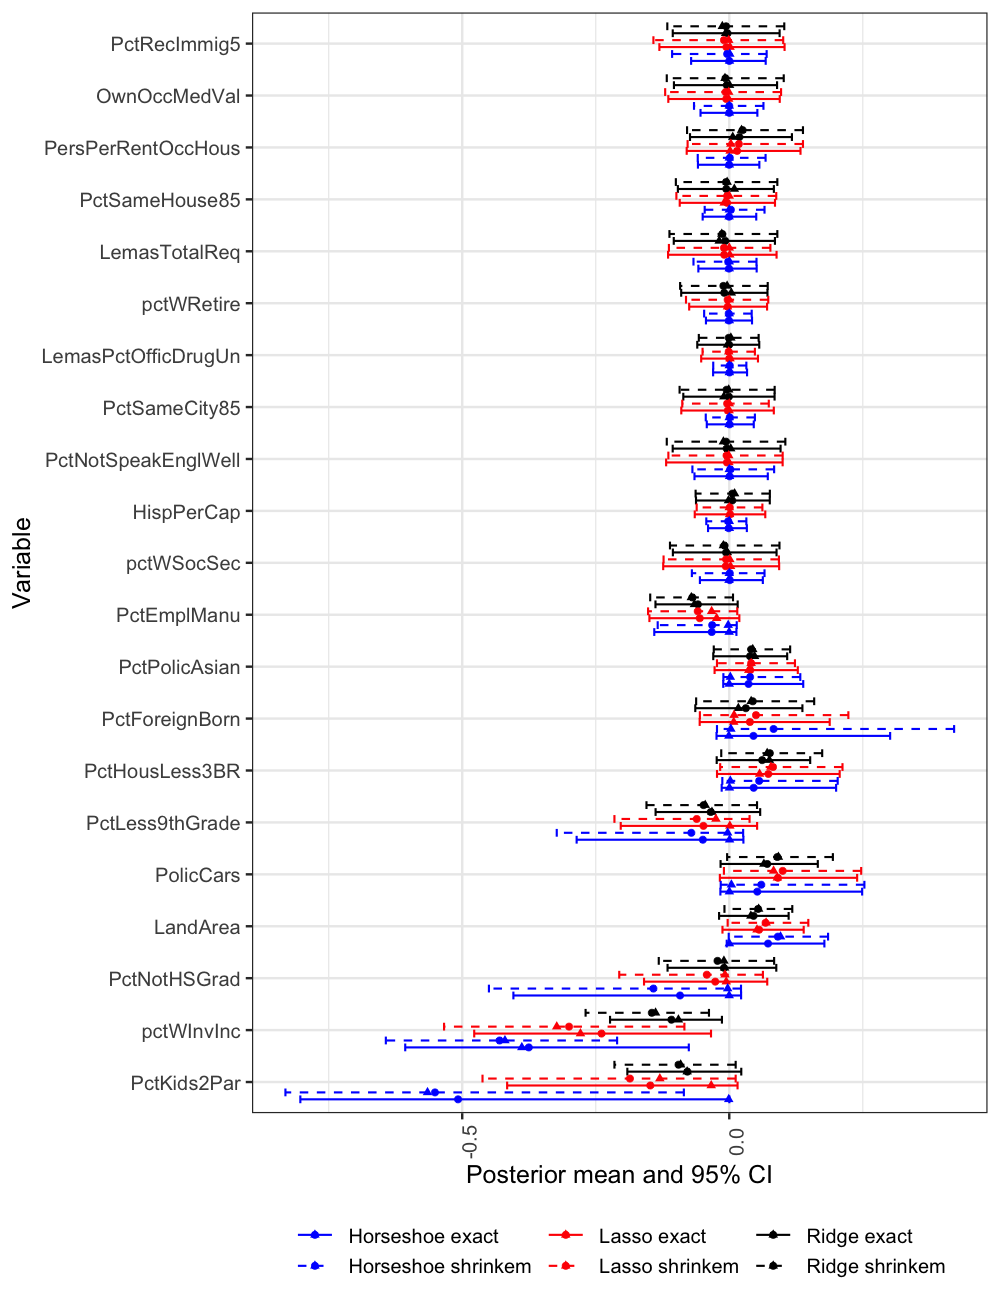 PctRecImmig5
OwnOccMedVal
PersPerRentOccHous
PctSameHouse85
LemasTotalReq
pctWRetire
LemasPctOfficDrugUn
PctSameCity85
PctNotSpeakEnglWell
HispPerCap
pctWSocSec
PctEmplManu
PctPolicAsian
PctForeignBorn
PctHousLess3BR
PctLess9thGrade
PolicCars
LandArea
PctNotHSGrad
pctWInvInc
PctKids2Par
Variable
-0.5 0.0
Posterior mean and 95% CI
Horseshoe exact Lasso exact Ridge exact
Horseshoe shrinkem Lasso shrinkem Ridge shrinkem